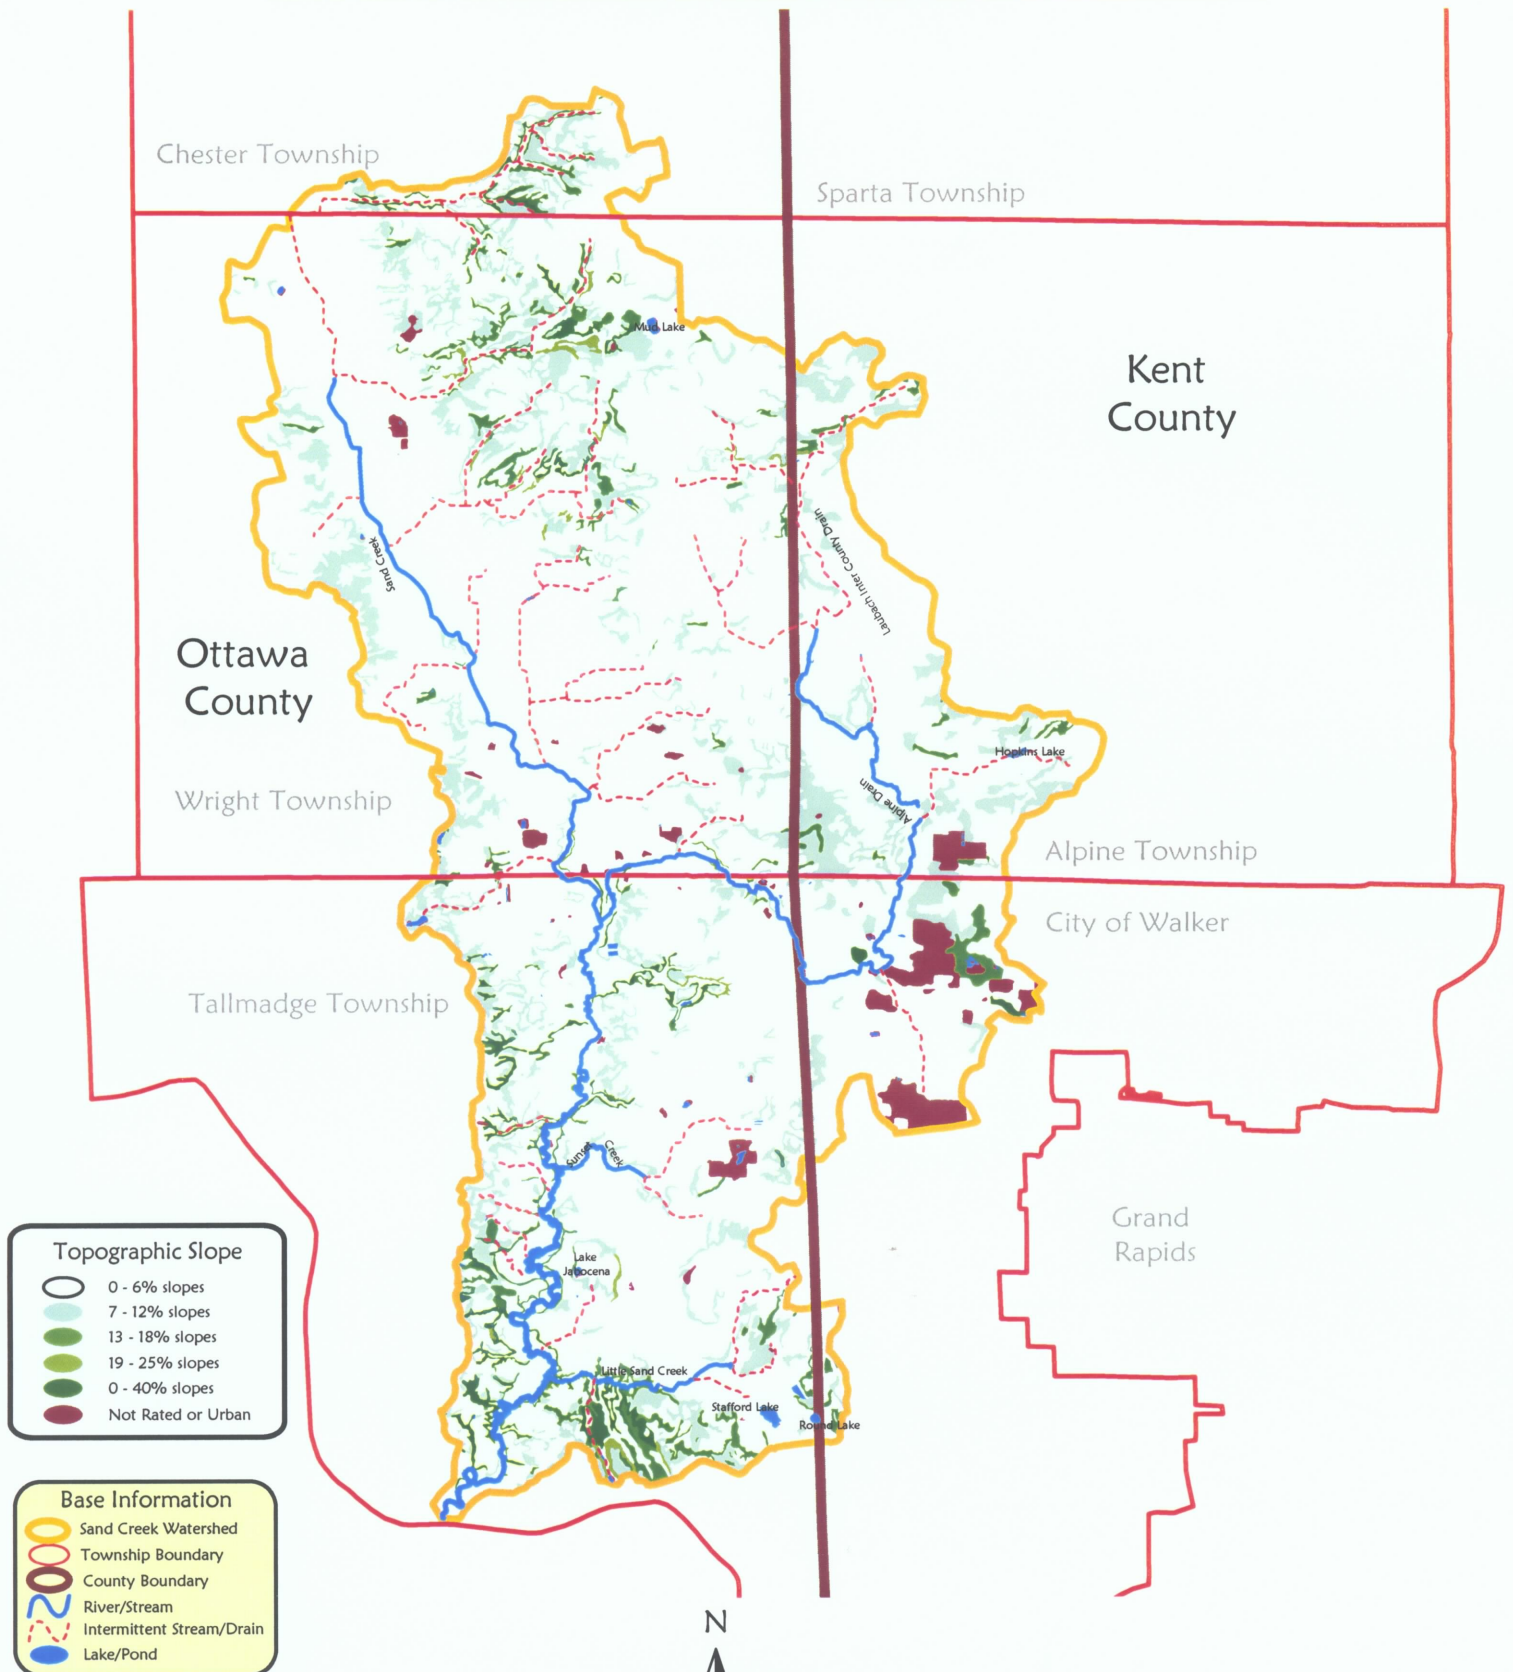 Chester Township
Sparta Township
Mud Lake
Kent
County
Laubach Inter County Drain
Sand Creek
Ottawa
County
Hopkins Lake
Alpine Drain
Wright Township
Alpine Township
City of Walker
Tallmadge Township
Sunset Creek
Grand
Rapids
Lake
Jabocena
Little Sand Creek
Stafford Lake
Round Lake
Topographic Slope
0 - 6% slopes
7 - 12% slopes
13 - 18% slopes
19 - 25% slopes
0 - 40% slopes
Not Rated or Urban
Base Information
Sand Creek Watershed
Township Boundary
County Boundary
River/Stream
Intermittent Stream/Drain
Lake/Pond
N